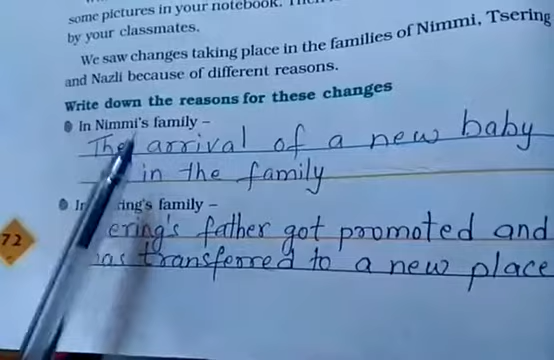 some pictures in your notebook.
by your classmates.
We saw changes taking place in the families of Nimmi, Tsering
and Nazli because of different reasons.
Write down the reasons for these changes
In Nimmi's family –
The arrival of a new baby
in the family
family –
father got promoted and
transferred to a new place
72